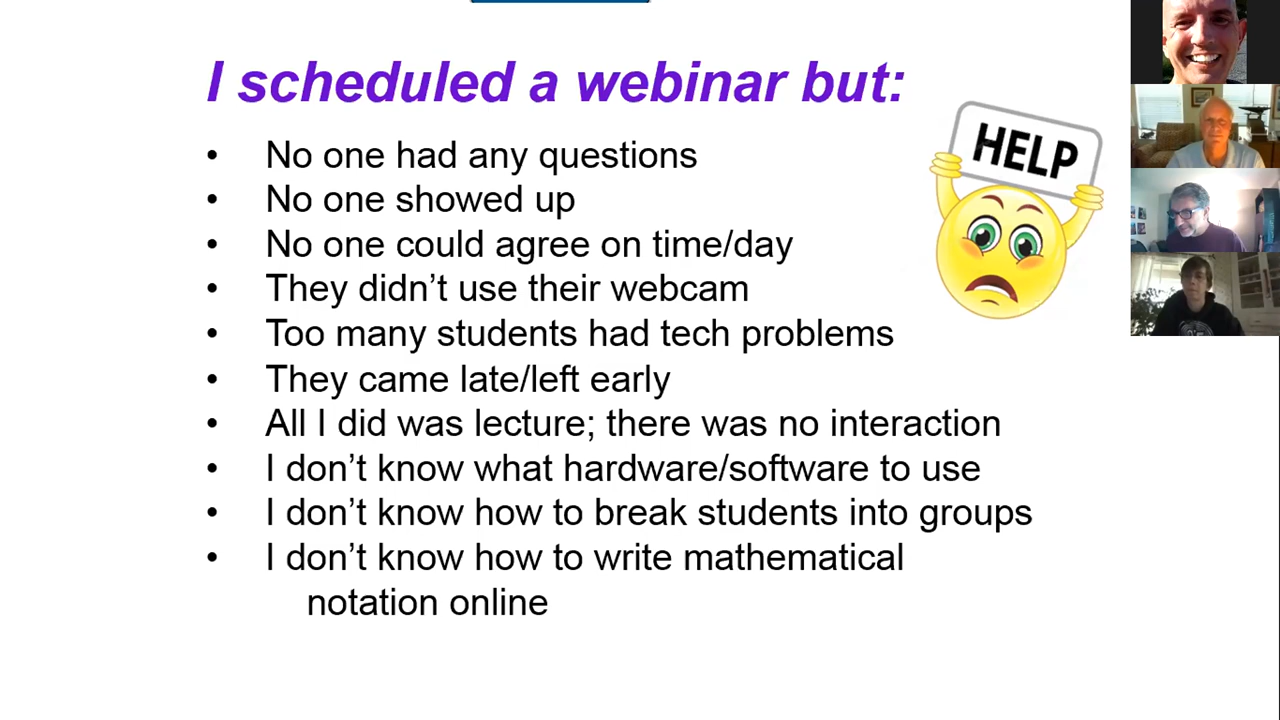 I scheduled a webinar but:
HELP
• No one had any questions
• No one showed up
• No one could agree on time/day
• They didn’t use their webcam
• Too many students had tech problems
• They came late/left early
• All I did was lecture; there was no interaction
• I don’t know what hardware/software to use
• I don’t know how to break students into groups
• I don’t know how to write mathematical
notation online